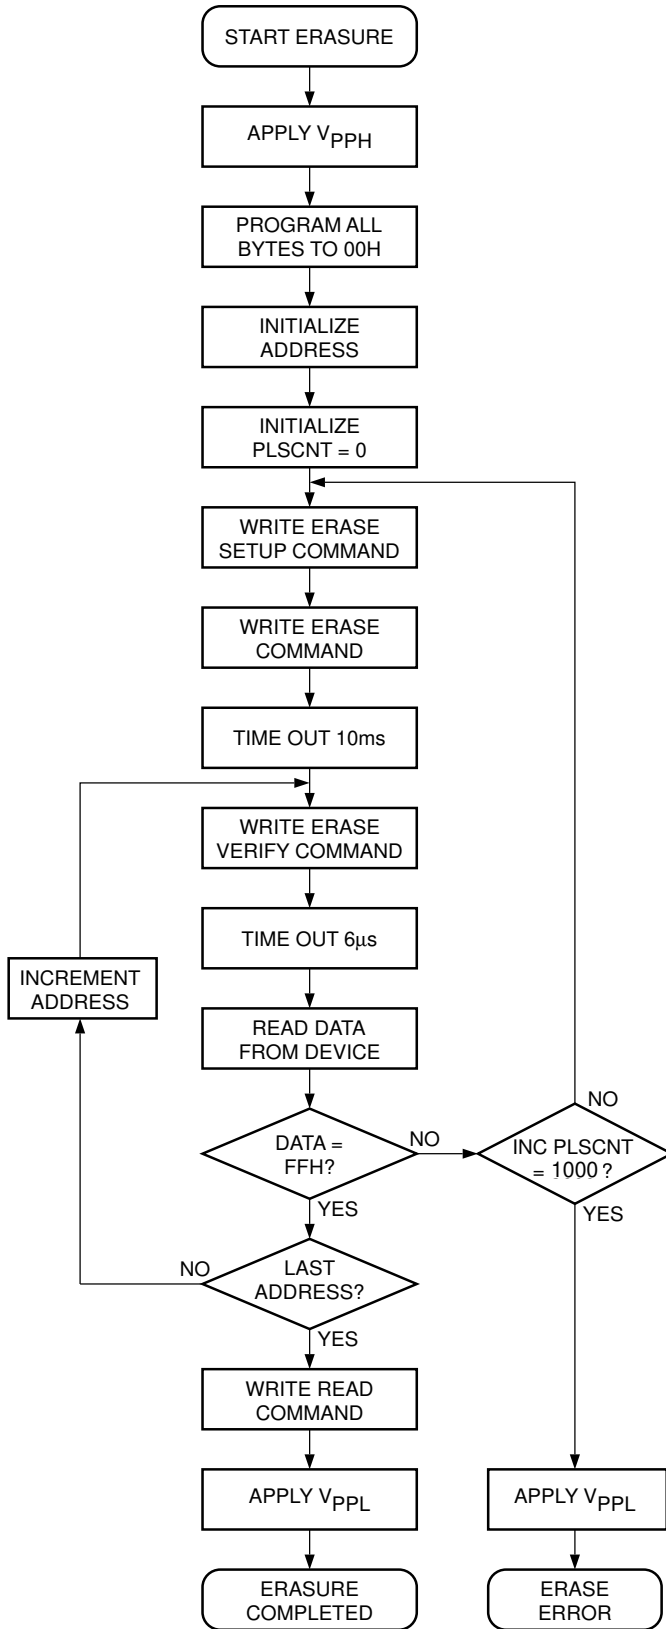 START ERASURE
APPLY VPPH
PROGRAM ALL
BYTES TO 00H
INITIALIZE
ADDRESS
INITIALIZE
PLSCNT = 0
WRITE ERASE
SETUP COMMAND
WRITE ERASE
COMMAND
TIME OUT 10ms
WRITE ERASE
VERIFY COMMAND
TIME OUT 6µs
INCREMENT
ADDRESS
READ DATA
FROM DEVICE
DATA =
FFH?
NO
INC PLSCNT
= 1000 ?
NO
YES
YES
LAST
ADDRESS?
NO
YES
WRITE READ
COMMAND
APPLY VPPL
APPLY VPPL
ERASURE
COMPLETED
ERASE
ERROR